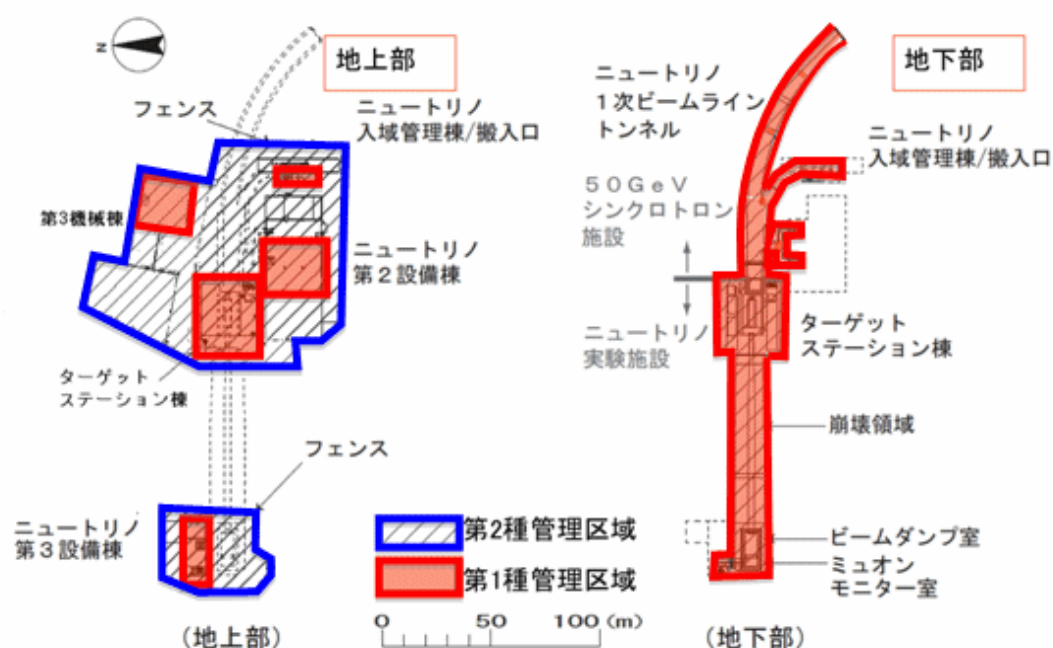 N
地上部
フェンス
ニュートリノ
入域管理棟/搬入口
第3機械棟
ニュートリノ
第２設備棟
ターゲット
ステーション棟
フェンス
ニュートリノ
第３設備棟
(地上部)
第2種管理区域
第1種管理区域
0 50 100 (m)
地下部
ニュートリノ
１次ビームライン
トンネル
ニュートリノ
入域管理棟/搬入口
５０ＧｅＶ
シンクロトロン
施設
ニュートリノ
実験施設
ターゲット
ステーション棟
崩壊領域
ビームダンプ室
ミュオン
モニター室
(地下部)